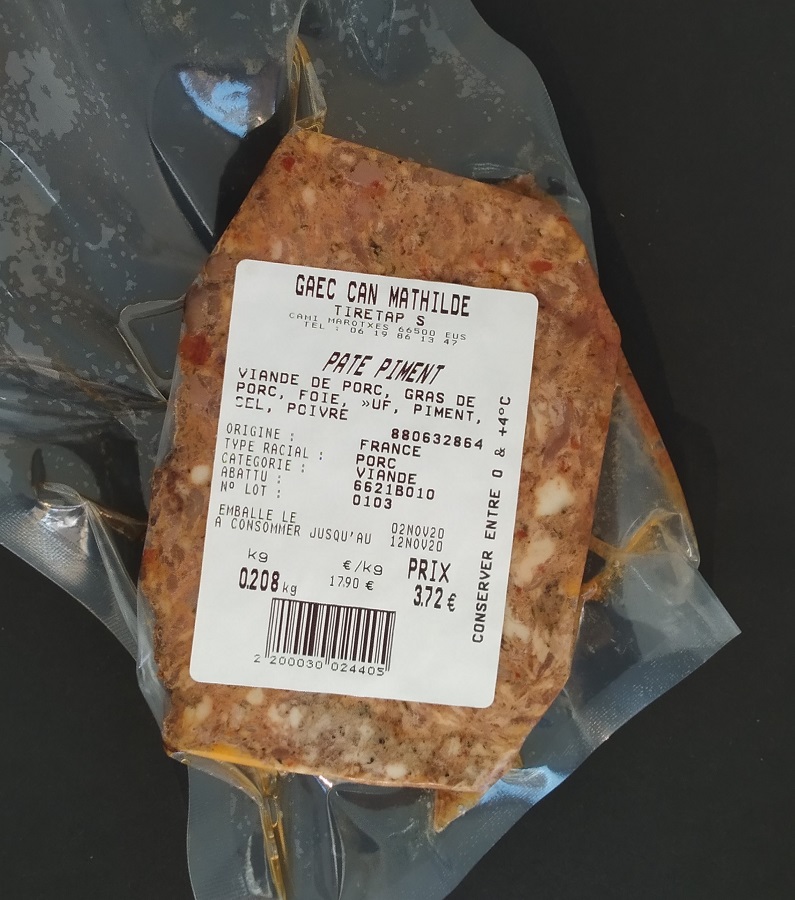 GAEC CAN MATHILDE
TIRETAP S
CAMI MAROTXES 66500 EUS
TEL : 06 19 86 13 47
PATE PIMENT
VIANDE DE PORC, GRAS DE
PORC, FOIE, »UF, PIMENT,
SEL, POIVRE
880632864
ORIGINE : FRANCE
TYPE RACIAL : PORC
CATEGORIE : VIANDE
ABATTU : 6621B010
N° LOT : 0103
EMBALLE LE 02NOV20
A CONSOMMER JUSQU'AU 12NOV20
kg €/kg PRIX
0.208 kg 17.90 € 3.72 €
2 200030 024405
CONSERVER ENTRE 0 & +4°C